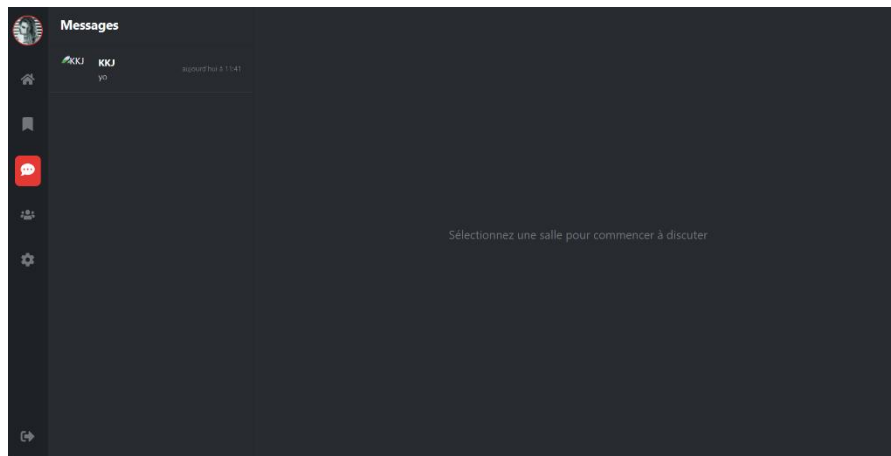 Messages
KKJ
KKJ
yo
aujourd'hui à 11:41
Sélectionnez une salle pour commencer à discuter